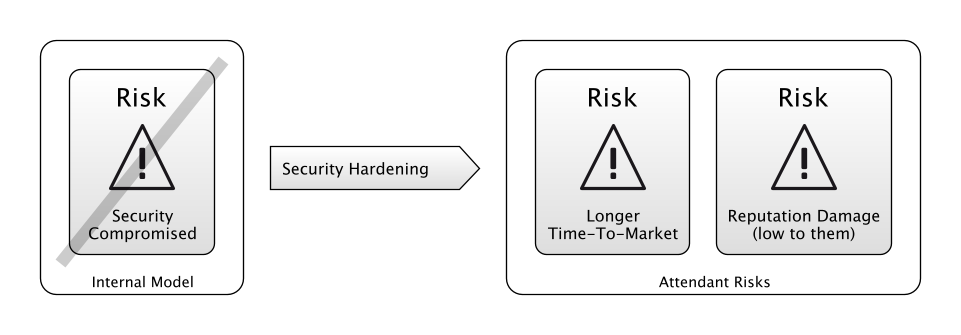 Risk
!
Security
Compromised
Internal Model
Security Hardening
Risk
!
Longer
Time-To-Market
Risk
!
Reputation Damage
(low to them)
Attendant Risks